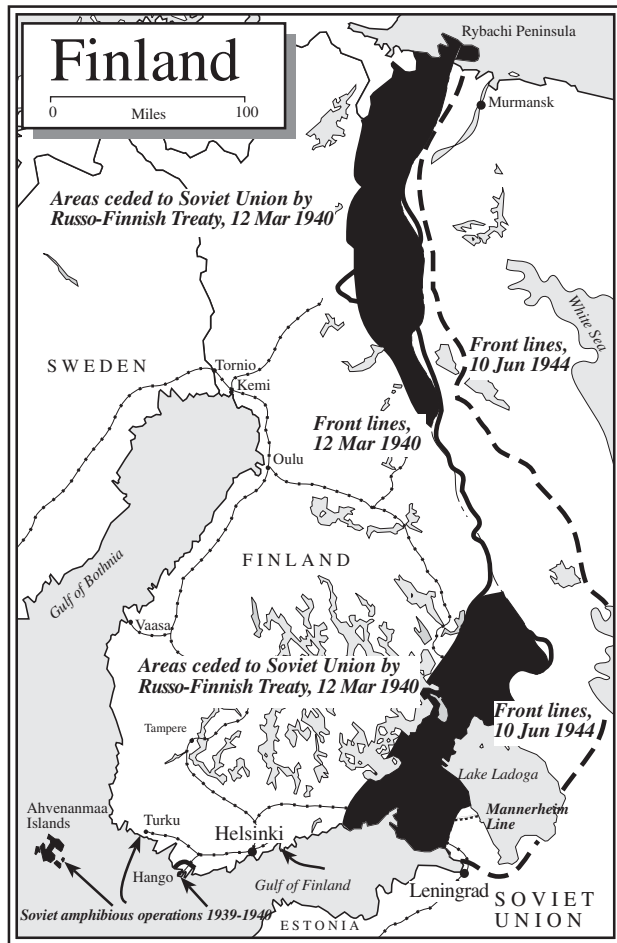 Finland
0
100
Miles
Rybachi Peninsula
Murmansk
Areas ceded to Soviet Union by
Russo-Finnish Treaty, 12 Mar 1940
White Sea
Front lines,
10 Jun 1944
SWEDEN
Tornio
Kemi
Front lines,
12 Mar 1940
Oulu
FINLAND
Gulf of Bothnia
Vaasa
Areas ceded to Soviet Union by
Russo-Finnish Treaty, 12 Mar 1940
Front lines,
10 Jun 1944
Tampere
Lake Ladoga
Mannerheim
Line
Ahvenanmaa
Islands
Turku
Helsinki
Hango
Gulf of Finland
Leningrad
Soviet amphibious operations 1939-1940
SOVIET
UNION
ESTONIA